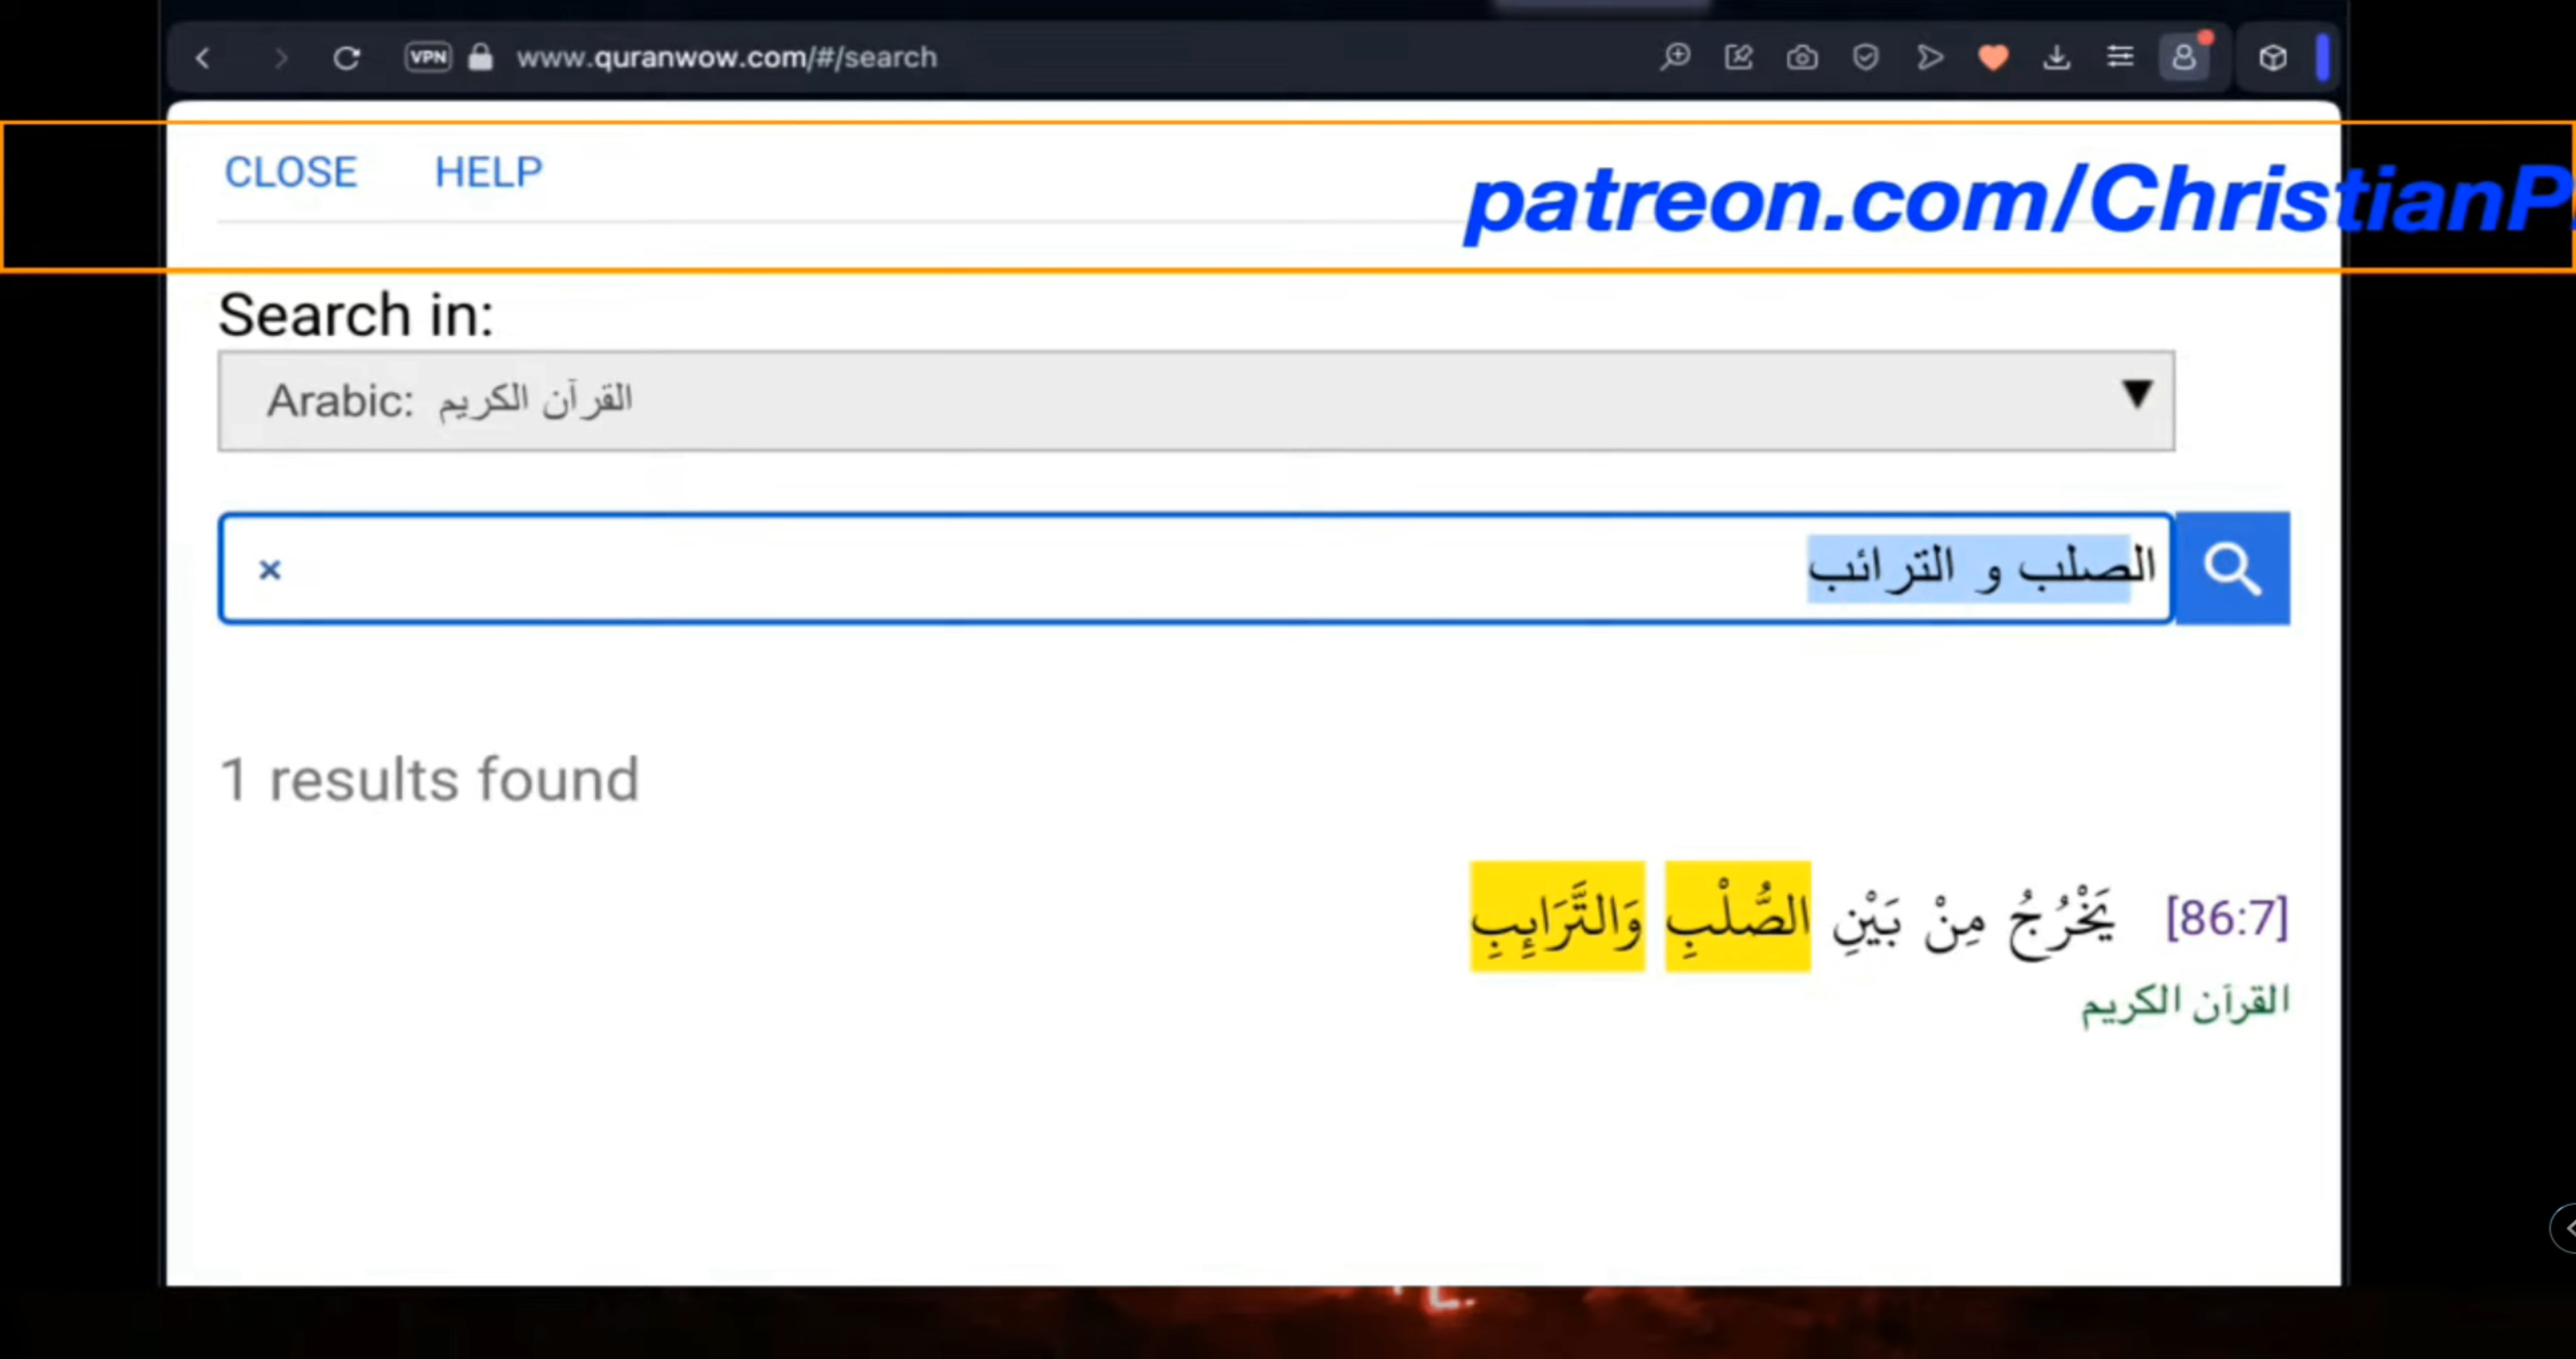 VPN www.quranwow.com/#/search
CLOSE HELP
patreon.com/ChristianP
Search in:
Arabic: القرآن الكريم
الصلب و الترائب
1 results found
[86:7] يَخْرُجُ مِنْ بَيْنِ الصُّلْبِ وَالتَّرَائِبِ
القرآن الكريم